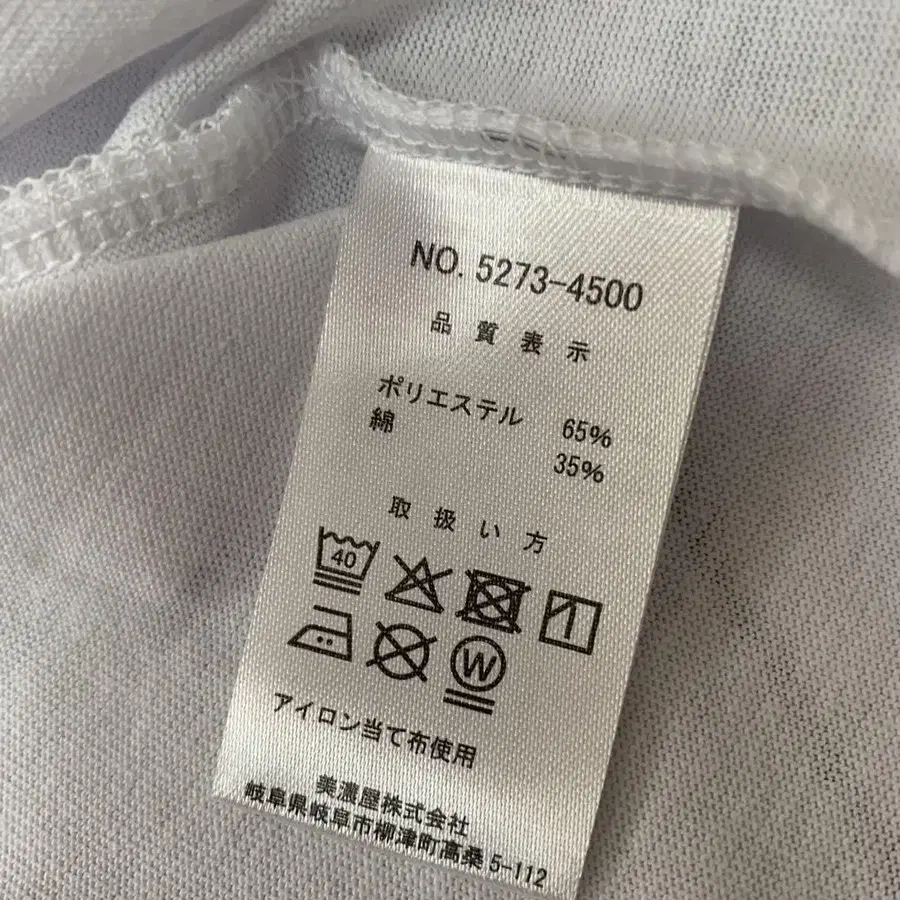 NO. 5273-4500
品質表示
ポリエステル 65%
綿 35%
取扱い方
40
W
アイロン当て布使用
美濃屋株式会社
岐阜県岐阜市柳津町高桑5-112